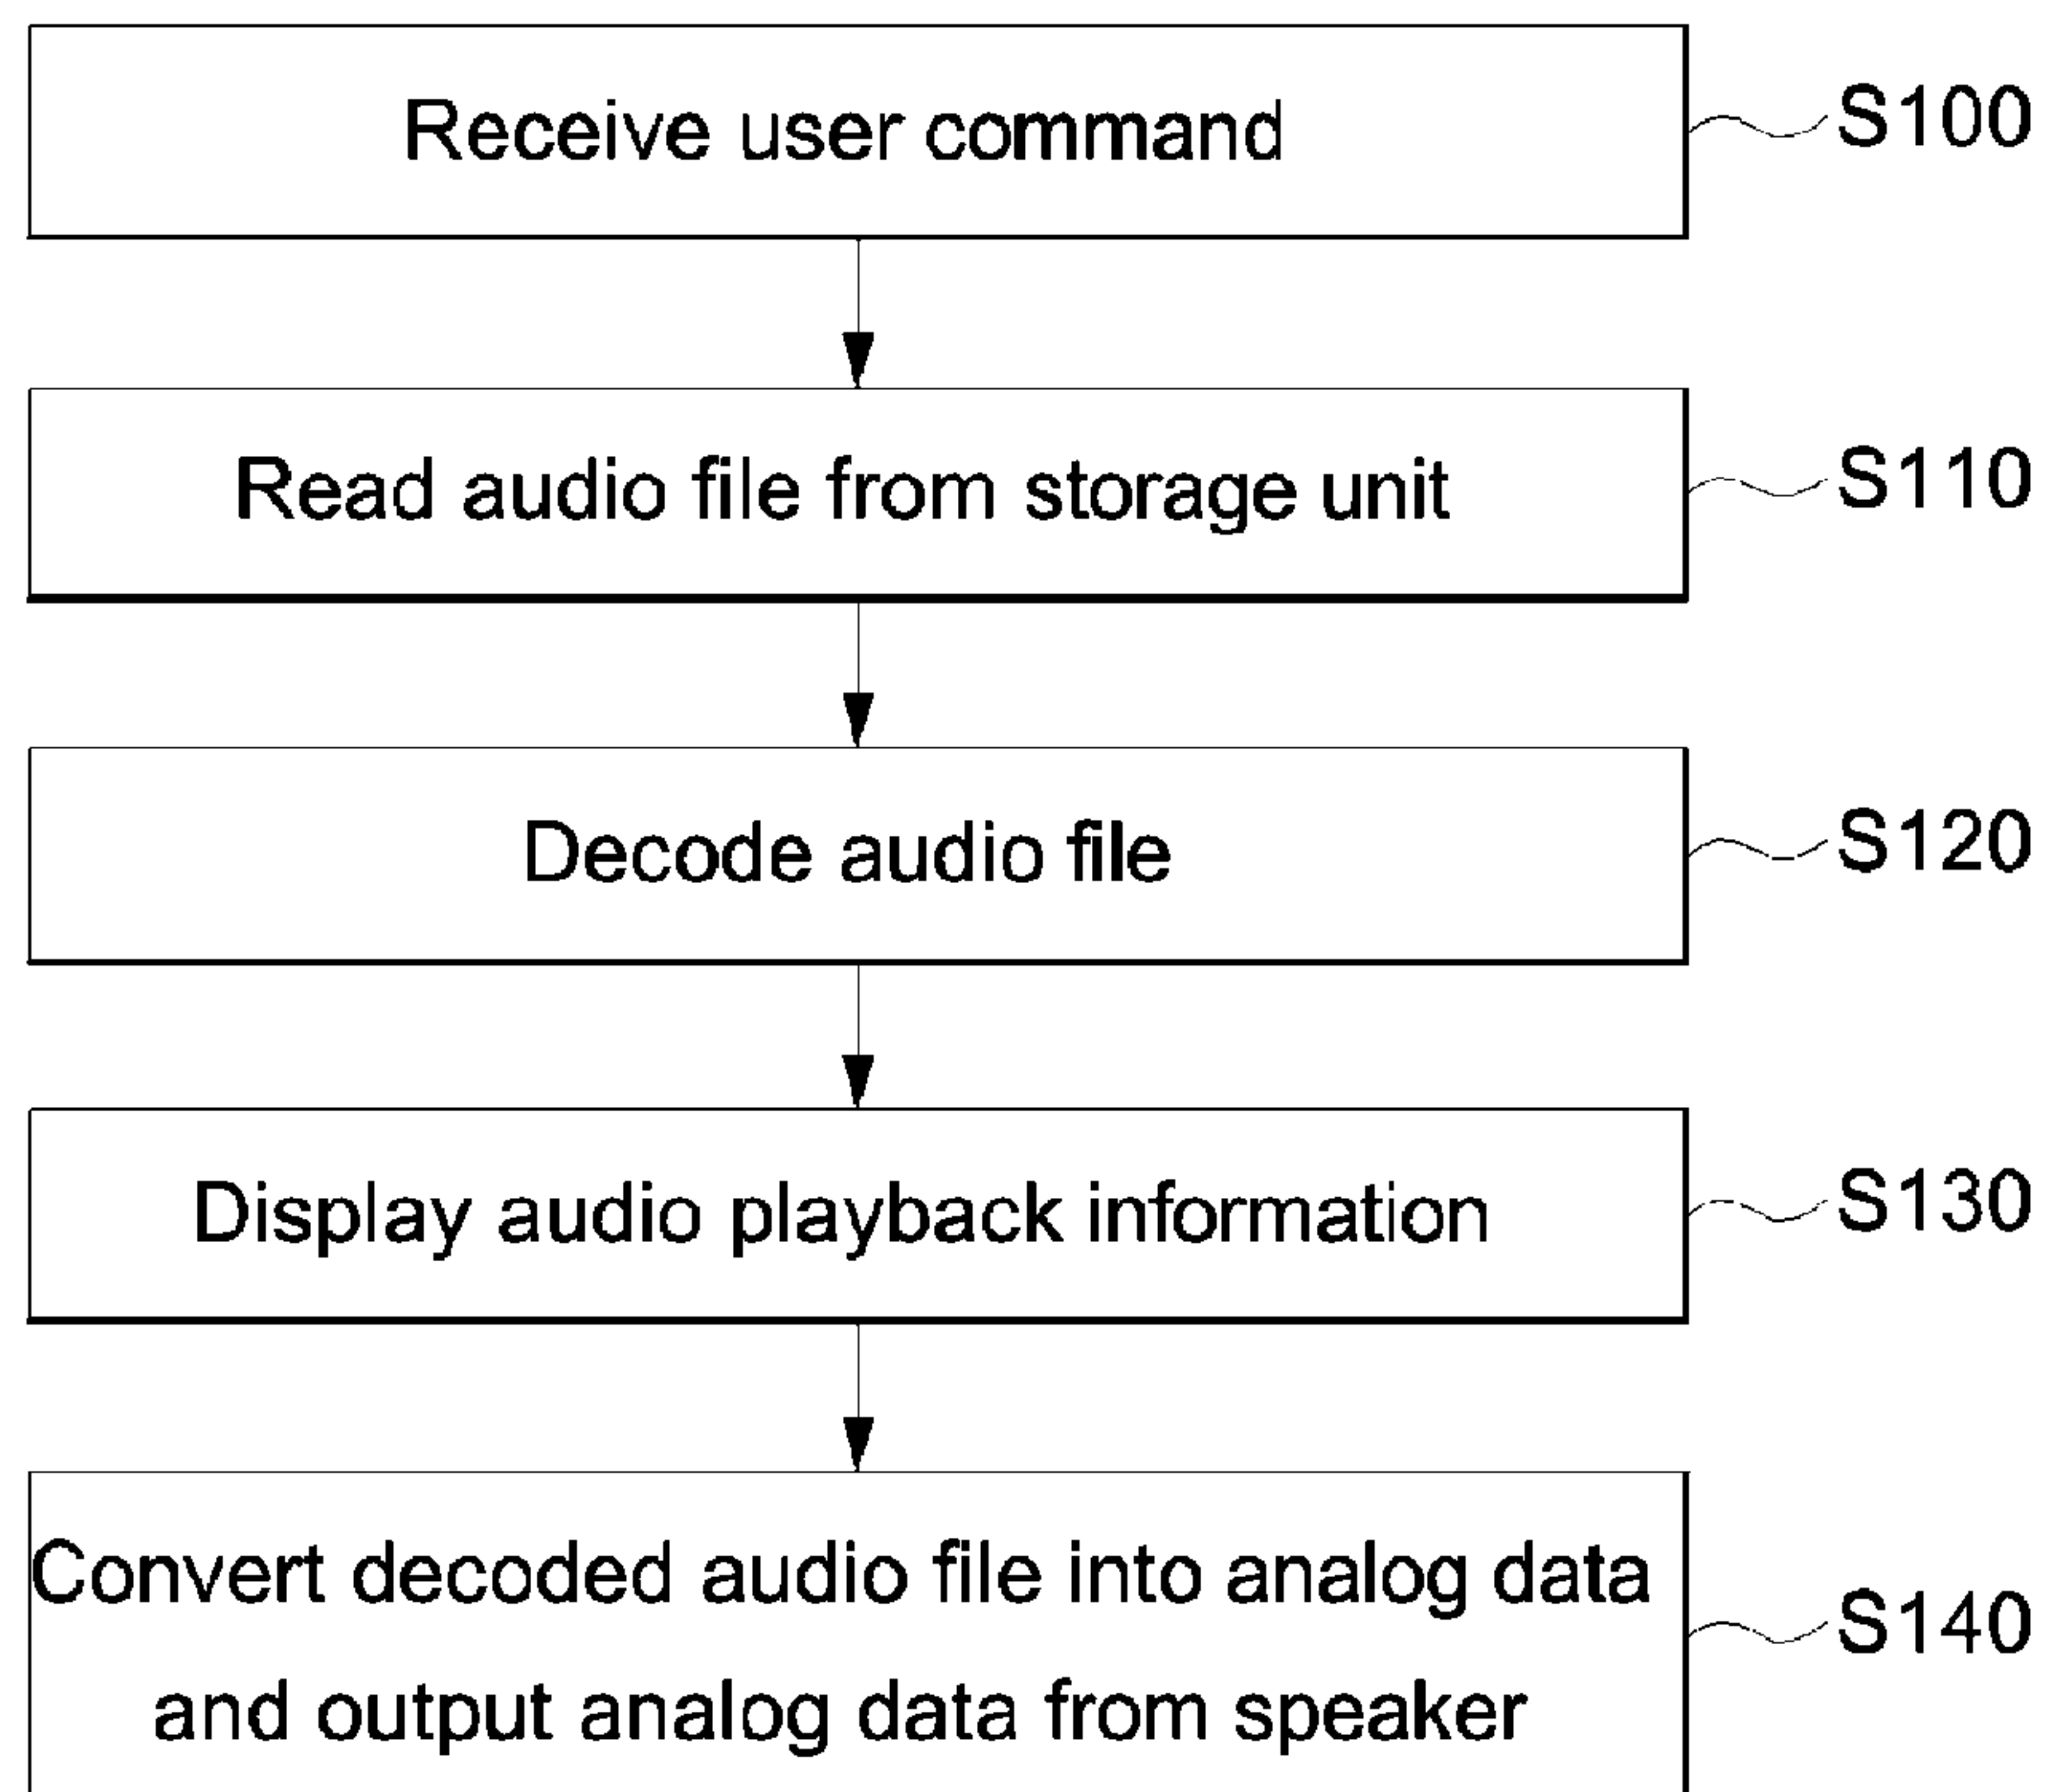 Receive user command
S100
Read audio file from storage unit
S110
Decode audio file
S120
Display audio playback information
S130
Convert decoded audio file into analog data
and output analog data from speaker
S140